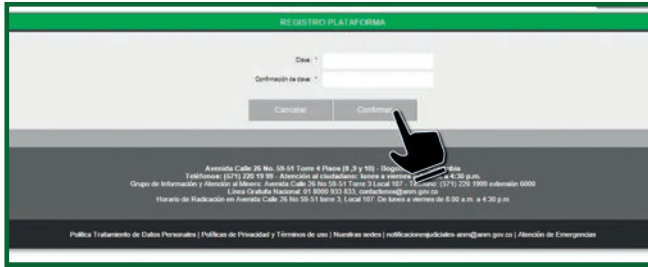 REGISTRO PLATAFORMA
Clave: *
Confirmación de clave: *
Cancelar Confirmar
Avenida Calle 26 No. 59-51 Torre 4 Pisos (8 ,9 y 10) - Bogotá
Teléfonos: (571) 220 19 99 - Atención al ciudadano: lunes a viernes a 4:30 p.m.
Grupo de Información y Atención al Minero: Avenida Calle 26 No 59-51 Torre 3 Local 107 - Teléfono: (571) 220 1999 extensión 6000
Línea Gratuita Nacional: 01 8000 933 833, contactenos@anm.gov.co
Horario de Radicación en Avenida Calle 26 No 59-51 torre 3, Local 107: De lunes a viernes de 8:00 a.m. a 4:30 p.m
Política Tratamiento de Datos Personales | Políticas de Privacidad y Términos de uso | Nuestras sedes | notificacionesjudiciales-anm@anm.gov.co | Atención de Emergencias